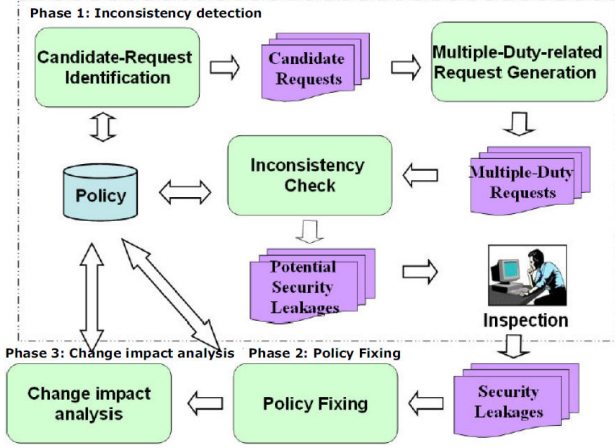 Phase 1: Inconsistency detection
Candidate-Request
Identification
Candidate
Requests
Multiple-Duty-related
Request Generation
Policy
Inconsistency
Check
Multiple-Duty
Requests
Potential
Security
Leakages
Inspection
Phase 3: Change impact analysis
Phase 2: Policy Fixing
Change impact
analysis
Policy Fixing
Security
Leakages